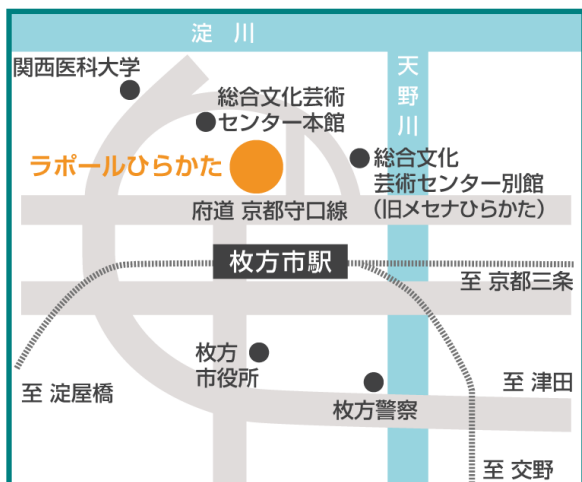 淀 川
天野川
関西医科大学
総合文化芸術
センター本館
ラポールひらかた
総合文化
芸術センター別館
（旧メセナひらかた）
府道 京都守口線
枚方市駅
至 京都三条
枚方
市役所
至 淀屋橋
枚方警察
至 津田
至 交野